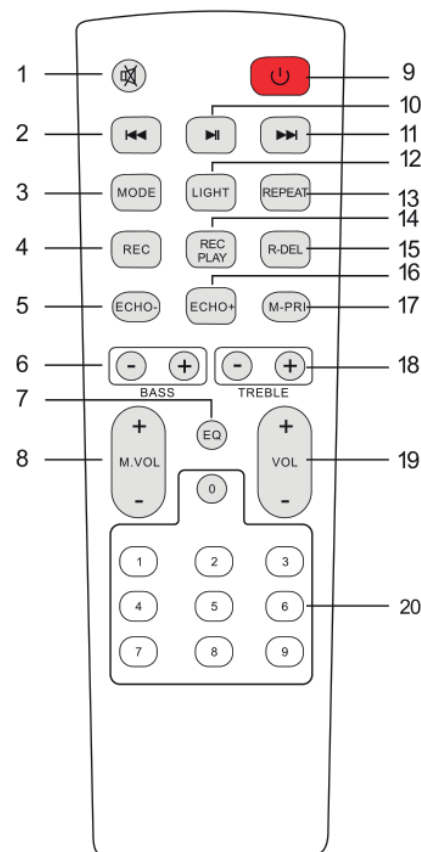 1
9
10
2
11
12
3
MODE
LIGHT
REPEAT
13
14
4
REC
REC
PLAY
R-DEL
15
16
5
ECHO-
ECHO+
M-PRI
17
6
- +
- +
18
BASS
TREBLE
7
EQ
8
+
M.VOL
-
+
VOL
-
19
0
1 2 3
4 5 6
20
7 8 9